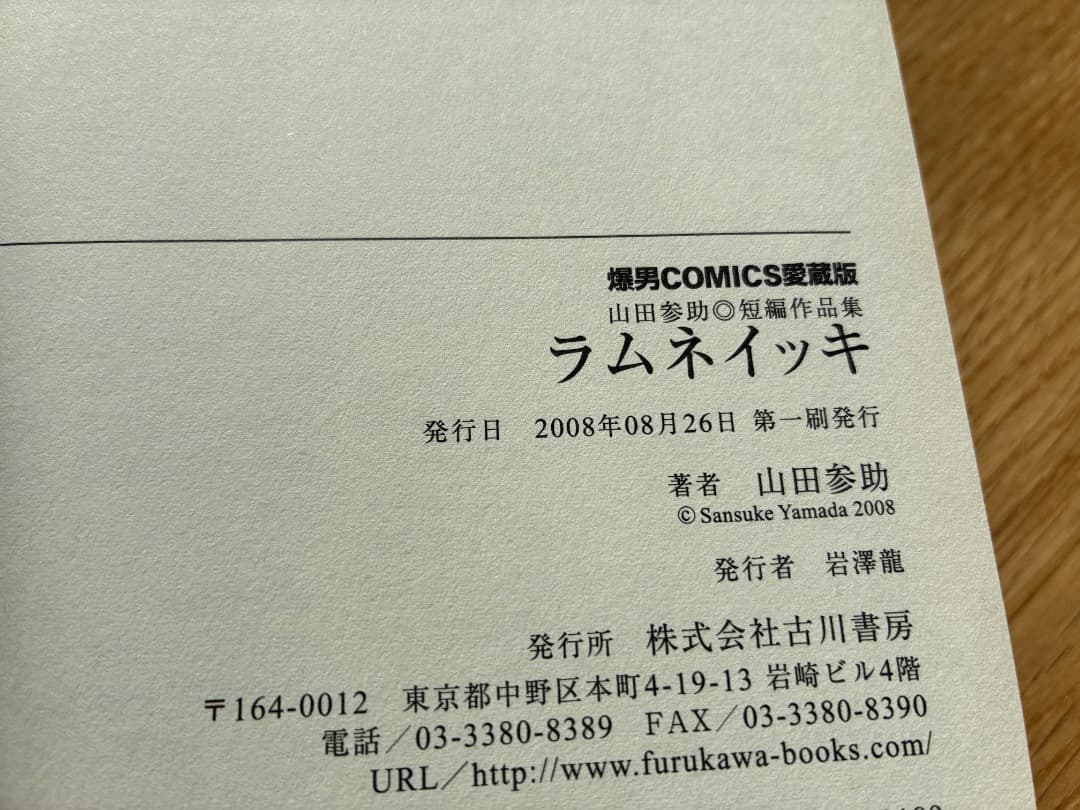 爆男COMICS愛蔵版
山田参助◎短編作品集
ラムネイッキ
発行日 2008年08月26日 第一刷発行
著者 山田参助
© Sansuke Yamada 2008
発行者 岩澤龍
発行所 株式会社古川書房
〒164-0012 東京都中野区本町4-19-13 岩崎ビル4階
電話／03-3380-8389 FAX／03-3380-8390
URL／http://www.furukawa-books.com/